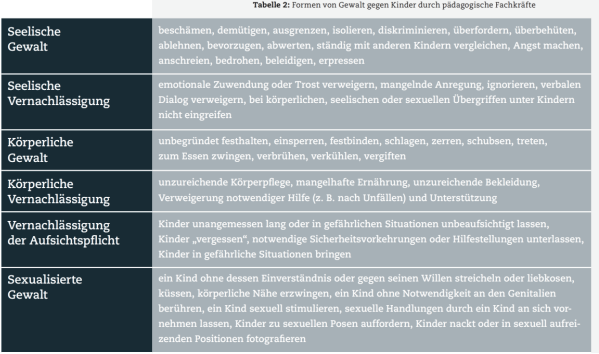 Tabelle 2: Formen von Gewalt gegen Kinder durch pädagogische Fachkräfte
Seelische
Gewalt
beschämen, demütigen, ausgrenzen, isolieren, diskriminieren, überfordern, überbehüten,
ablehnen, bevorzugen, abwerten, ständig mit anderen Kindern vergleichen, Angst machen,
anschreien, bedrohen, beleidigen, erpressen
Seelische
Vernachlässigung
emotionale Zuwendung oder Trost verweigern, mangelnde Anregung, ignorieren, verbalen
Dialog verweigern, bei körperlichen, seelischen oder sexuellen Übergriffen unter Kindern
nicht eingreifen
Körperliche
Gewalt
unbegründet festhalten, einsperren, festbinden, schlagen, zerren, schubsen, treten,
zum Essen zwingen, verbrühen, verkühlen, vergiften
Körperliche
Vernachlässigung
unzureichende Körperpflege, mangelhafte Ernährung, unzureichende Bekleidung,
Verweigerung notwendiger Hilfe (z. B. nach Unfällen) und Unterstützung
Vernachlässigung
der Aufsichtspflicht
Kinder unangemessen lang oder in gefährlichen Situationen unbeaufsichtigt lassen,
Kinder „vergessen“, notwendige Sicherheitsvorkehrungen oder Hilfestellungen unterlassen,
Kinder in gefährliche Situationen bringen
Sexualisierte
Gewalt
ein Kind ohne dessen Einverständnis oder gegen seinen Willen streicheln oder liebkosen,
küssen, körperliche Nähe erzwingen, ein Kind ohne Notwendigkeit an den Genitalien
berühren, ein Kind sexuell stimulieren, sexuelle Handlungen durch ein Kind an sich vor-
nehmen lassen, Kinder zu sexuellen Posen auffordern, Kinder nackt oder in sexuell aufrei-
zenden Positionen fotografieren